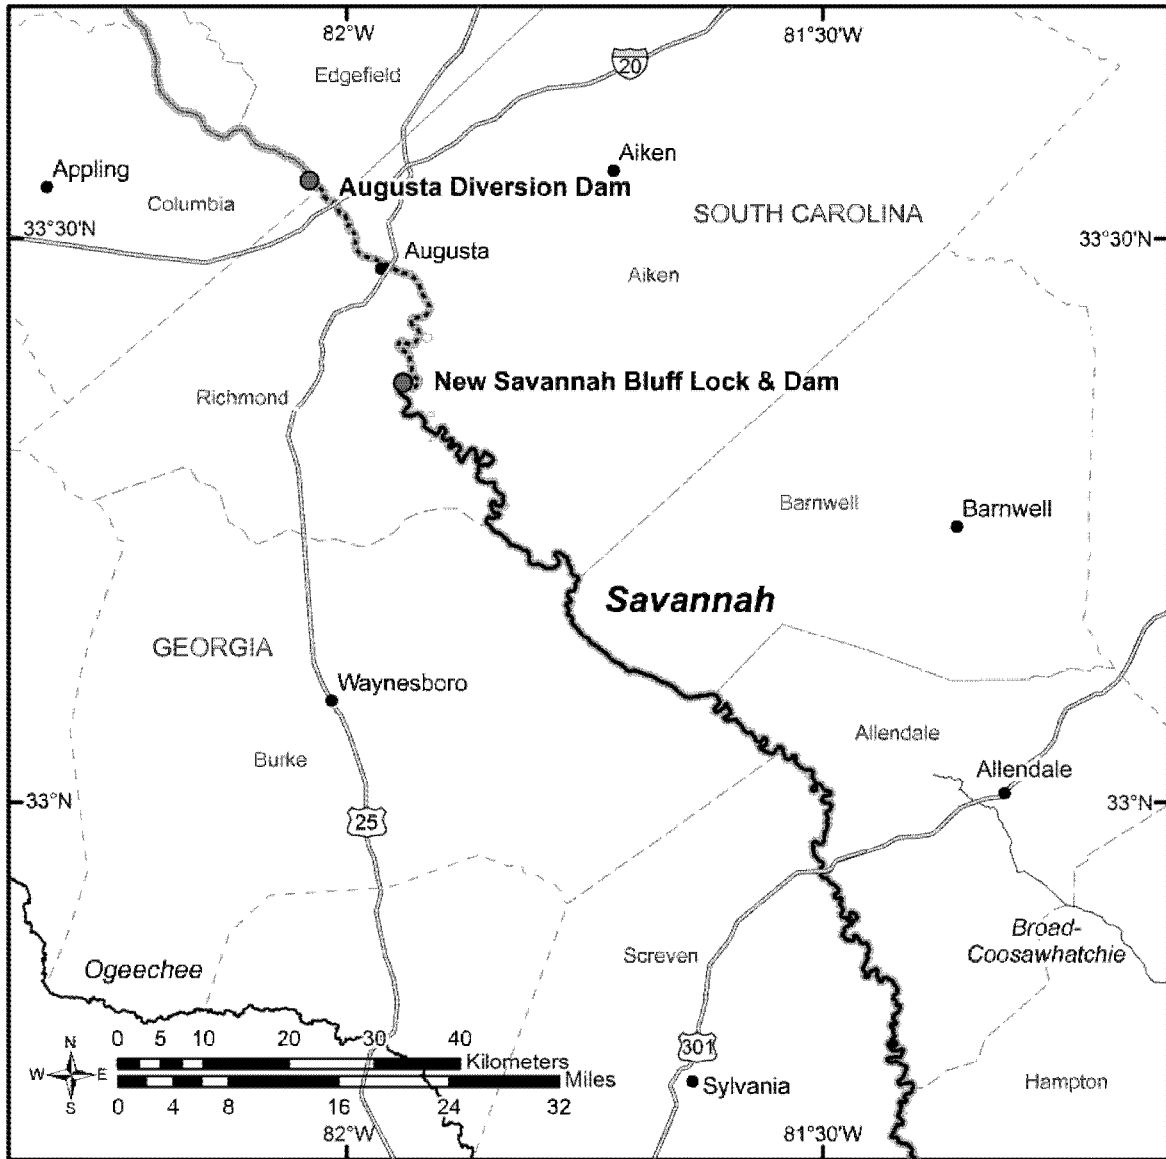 82°W
81°30'W
Edgefield
20
Appling
Aiken
Augusta Diversion Dam
Columbia
SOUTH CAROLINA
33°30'N
33°30'N
Augusta
Aiken
New Savannah Bluff Lock & Dam
Richmond
Barnwell
Barnwell
Savannah
GEORGIA
Waynesboro
Allendale
Burke
Allendale
33°N
33°N
25
Broad-
Coosawhatchie
Screven
Ogeechee
N
W E
S
0 5 10 20 30 40
Kilometers
Miles
0 4 8 16 24 32
301
Sylvania
Hampton
82°W
81°30'W